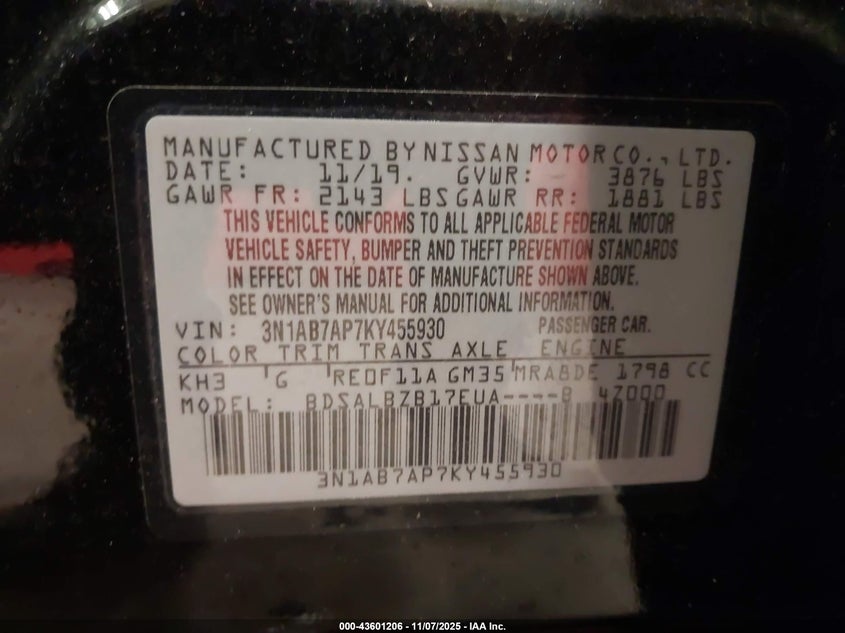 MANUFACTURED BY NISSAN MOTOR CO., LTD.
DATE: 11/19. GVWR: 3876 LBS
GAWR FR: 2143 LBS GAWR RR: 1881 LBS
THIS VEHICLE CONFORMS TO ALL APPLICABLE FEDERAL MOTOR
VEHICLE SAFETY, BUMPER AND THEFT PREVENTION STANDARDS
IN EFFECT ON THE DATE OF MANUFACTURE SHOWN ABOVE.
SEE OWNER'S MANUAL FOR ADDITIONAL INFORMATION.
VIN: 3N1AB7AP7KY455930 PASSENGER CAR.
COLOR TRIM TRANS AXLE ENGINE
KH3 G RE0F11A GM35 MRA8DE 1798 CC
MODEL: BDSALBZB17EUA----B 4Z000
3N1AB7AP7KY455930
000-43601206 - 11/07/2025 - IAA Inc.